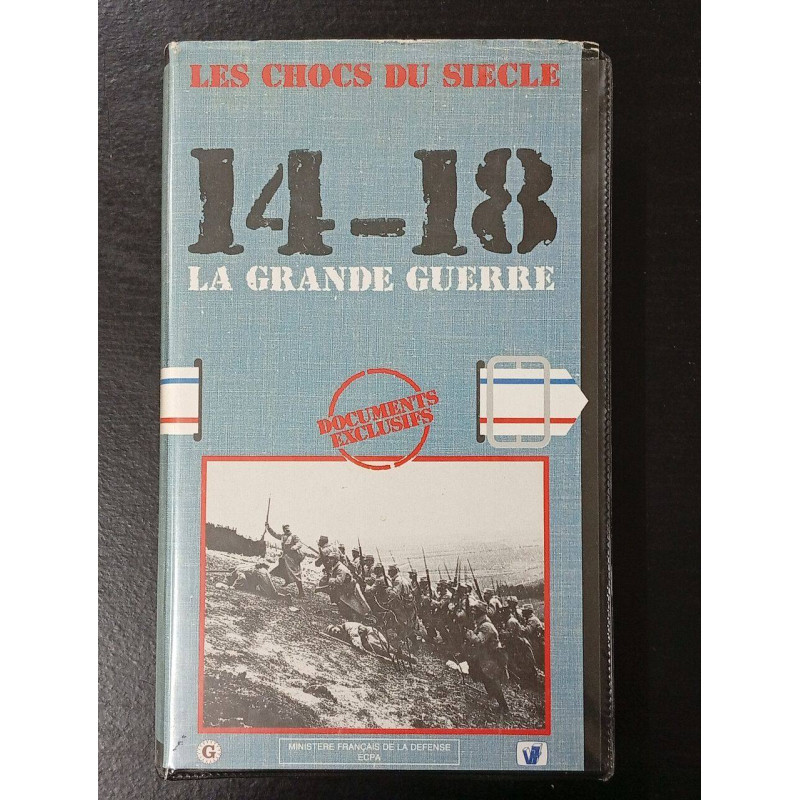 LES CHOCS DU SIECLE
14-18
LA GRANDE GUERRE
DOCUMENTS
EXCLUSIFS
G
MINISTERE FRANÇAIS DE LA DEFENSE
ECPA